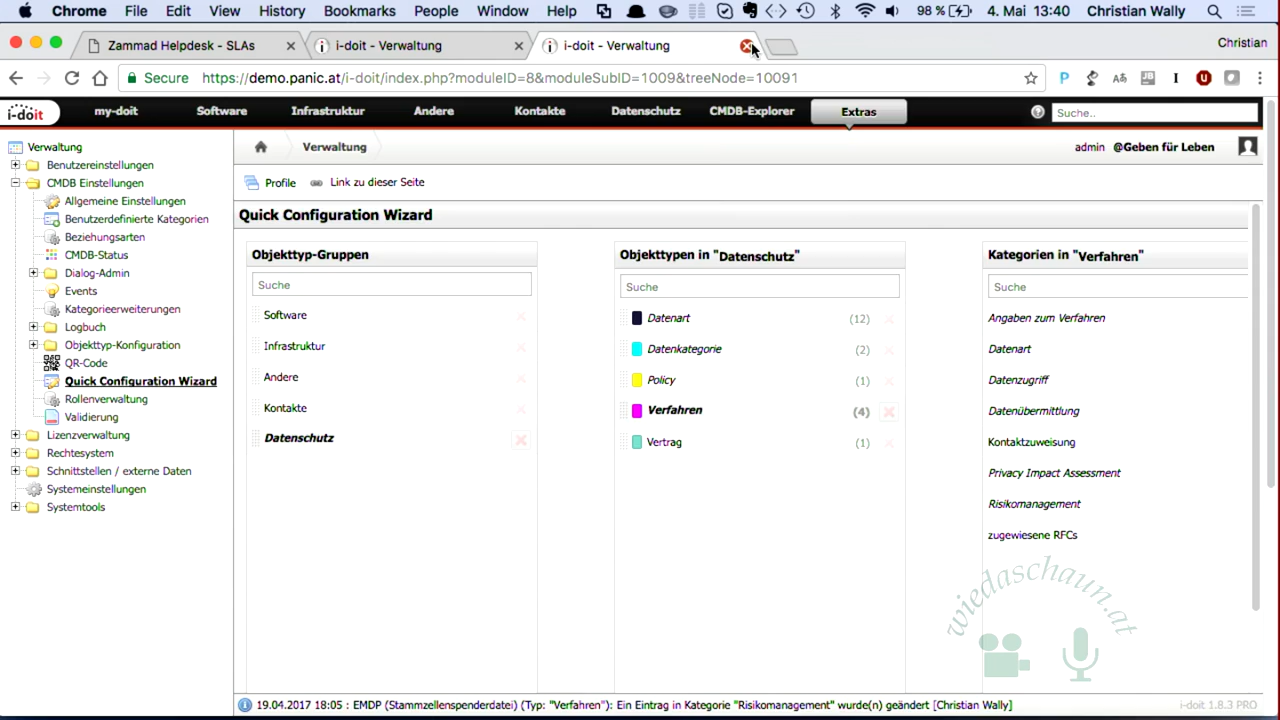 Chrome File Edit View History Bookmarks People Window Help 98 % 4. Mai 13:40 Christian Wally
Zammad Helpdesk - SLAs i-doit - Verwaltung i-doit - Verwaltung Christian
Secure https://demo.panic.at/i-doit/index.php?moduleID=8&moduleSubID=1009&treeNode=10091
i-doit my-doit Software Infrastruktur Andere Kontakte Datenschutz CMDB-Explorer Extras Suche..
Verwaltung
Benutzereinstellungen
CMDB Einstellungen
Allgemeine Einstellungen
Benutzerdefinierte Kategorien
Beziehungsarten
CMDB-Status
Dialog-Admin
Events
Kategorieerweiterungen
Logbuch
Objekttyp-Konfiguration
QR-Code
Quick Configuration Wizard
Rollenverwaltung
Validierung
Lizenzverwaltung
Rechtesystem
Schnittstellen / externe Daten
Systemeinstellungen
Systemtools
Verwaltung admin @Geben für Leben
Profile Link zu dieser Seite
Quick Configuration Wizard
Objekttyp-Gruppen
Suche
Software
Infrastruktur
Andere
Kontakte
Datenschutz
Objekttypen in "Datenschutz"
Suche
Datenart (12)
Datenkategorie (2)
Policy (1)
Verfahren (4)
Vertrag (1)
Kategorien in "Verfahren"
Suche
Angaben zum Verfahren
Datenart
Datenzugriff
Datenübermittlung
Kontaktzuweisung
Privacy Impact Assessment
Risikomanagement
zugewiesene RFCs
wiedaschaun.at
19.04.2017 18:05 : EMDP (Stammzellenspenderdatei) (Typ: "Verfahren"): Ein Eintrag in Kategorie "Risikomanagement" wurde(n) geändert [Christian Wally] i-doit 1.8.3 PRO